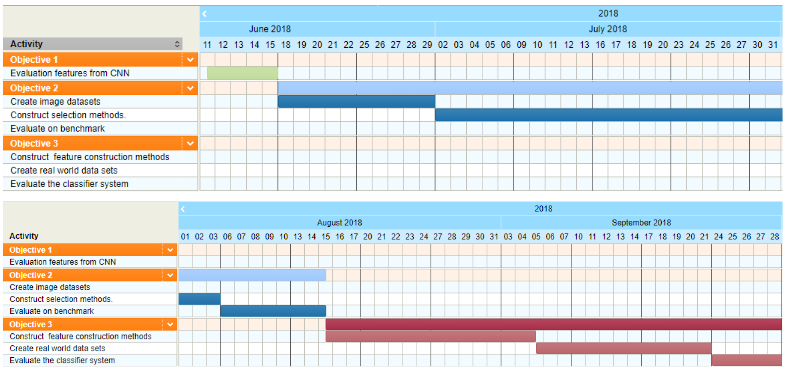 2018
June 2018 July 2018
Activity 11 12 13 14 15 18 19 20 21 22 25 26 27 28 29 02 03 04 05 06 09 10 11 12 13 16 17 18 19 20 23 24 25 26 27 30 31
Objective 1
Evaluation features from CNN
Objective 2
Create image datasets
Construct selection methods.
Evaluate on benchmark
Objective 3
Construct feature construction methods
Create real world data sets
Evaluate the classifier system
2018
August 2018 September 2018
Activity 01 02 03 06 07 08 09 10 13 14 15 16 17 20 21 22 23 24 27 28 29 30 31 03 04 05 06 07 10 11 12 13 14 17 18 19 20 21 24 25 26 27 28
Objective 1
Evaluation features from CNN
Objective 2
Create image datasets
Construct selection methods.
Evaluate on benchmark
Objective 3
Construct feature construction methods
Create real world data sets
Evaluate the classifier system